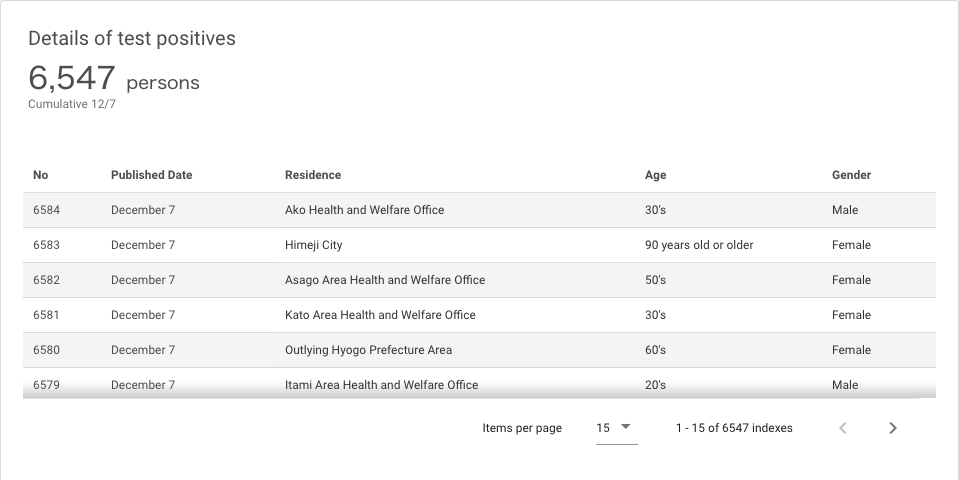 Details of test positives
6,547 persons
Cumulative 12/7
No Published Date Residence Age Gender
6584 December 7 Ako Health and Welfare Office 30's Male
6583 December 7 Himeji City 90 years old or older Female
6582 December 7 Asago Area Health and Welfare Office 50's Female
6581 December 7 Kato Area Health and Welfare Office 30's Female
6580 December 7 Outlying Hyogo Prefecture Area 60's Female
6579 December 7 Itami Area Health and Welfare Office 20's Male
Items per page 15 1 - 15 of 6547 indexes